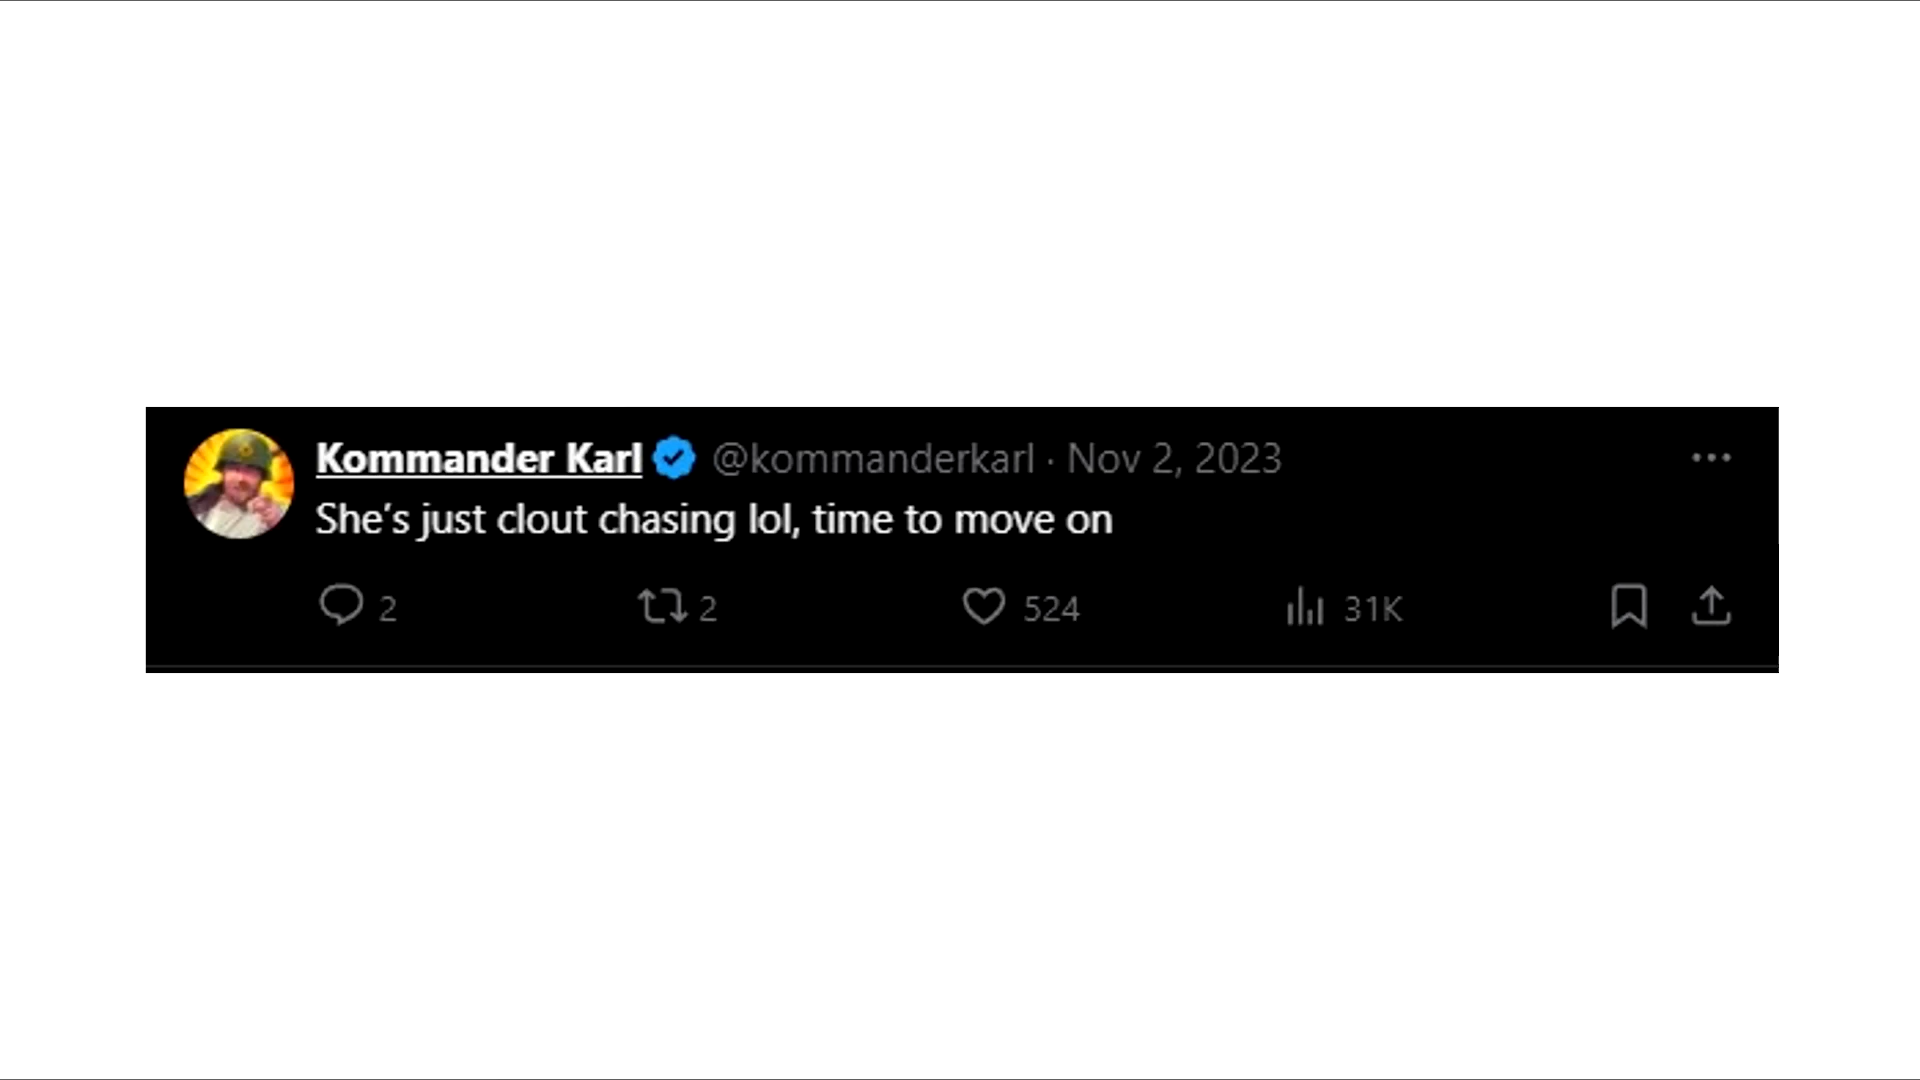 Kommander Karl @kommanderkarl · Nov 2, 2023
She's just clout chasing lol, time to move on
2 2 524 31K